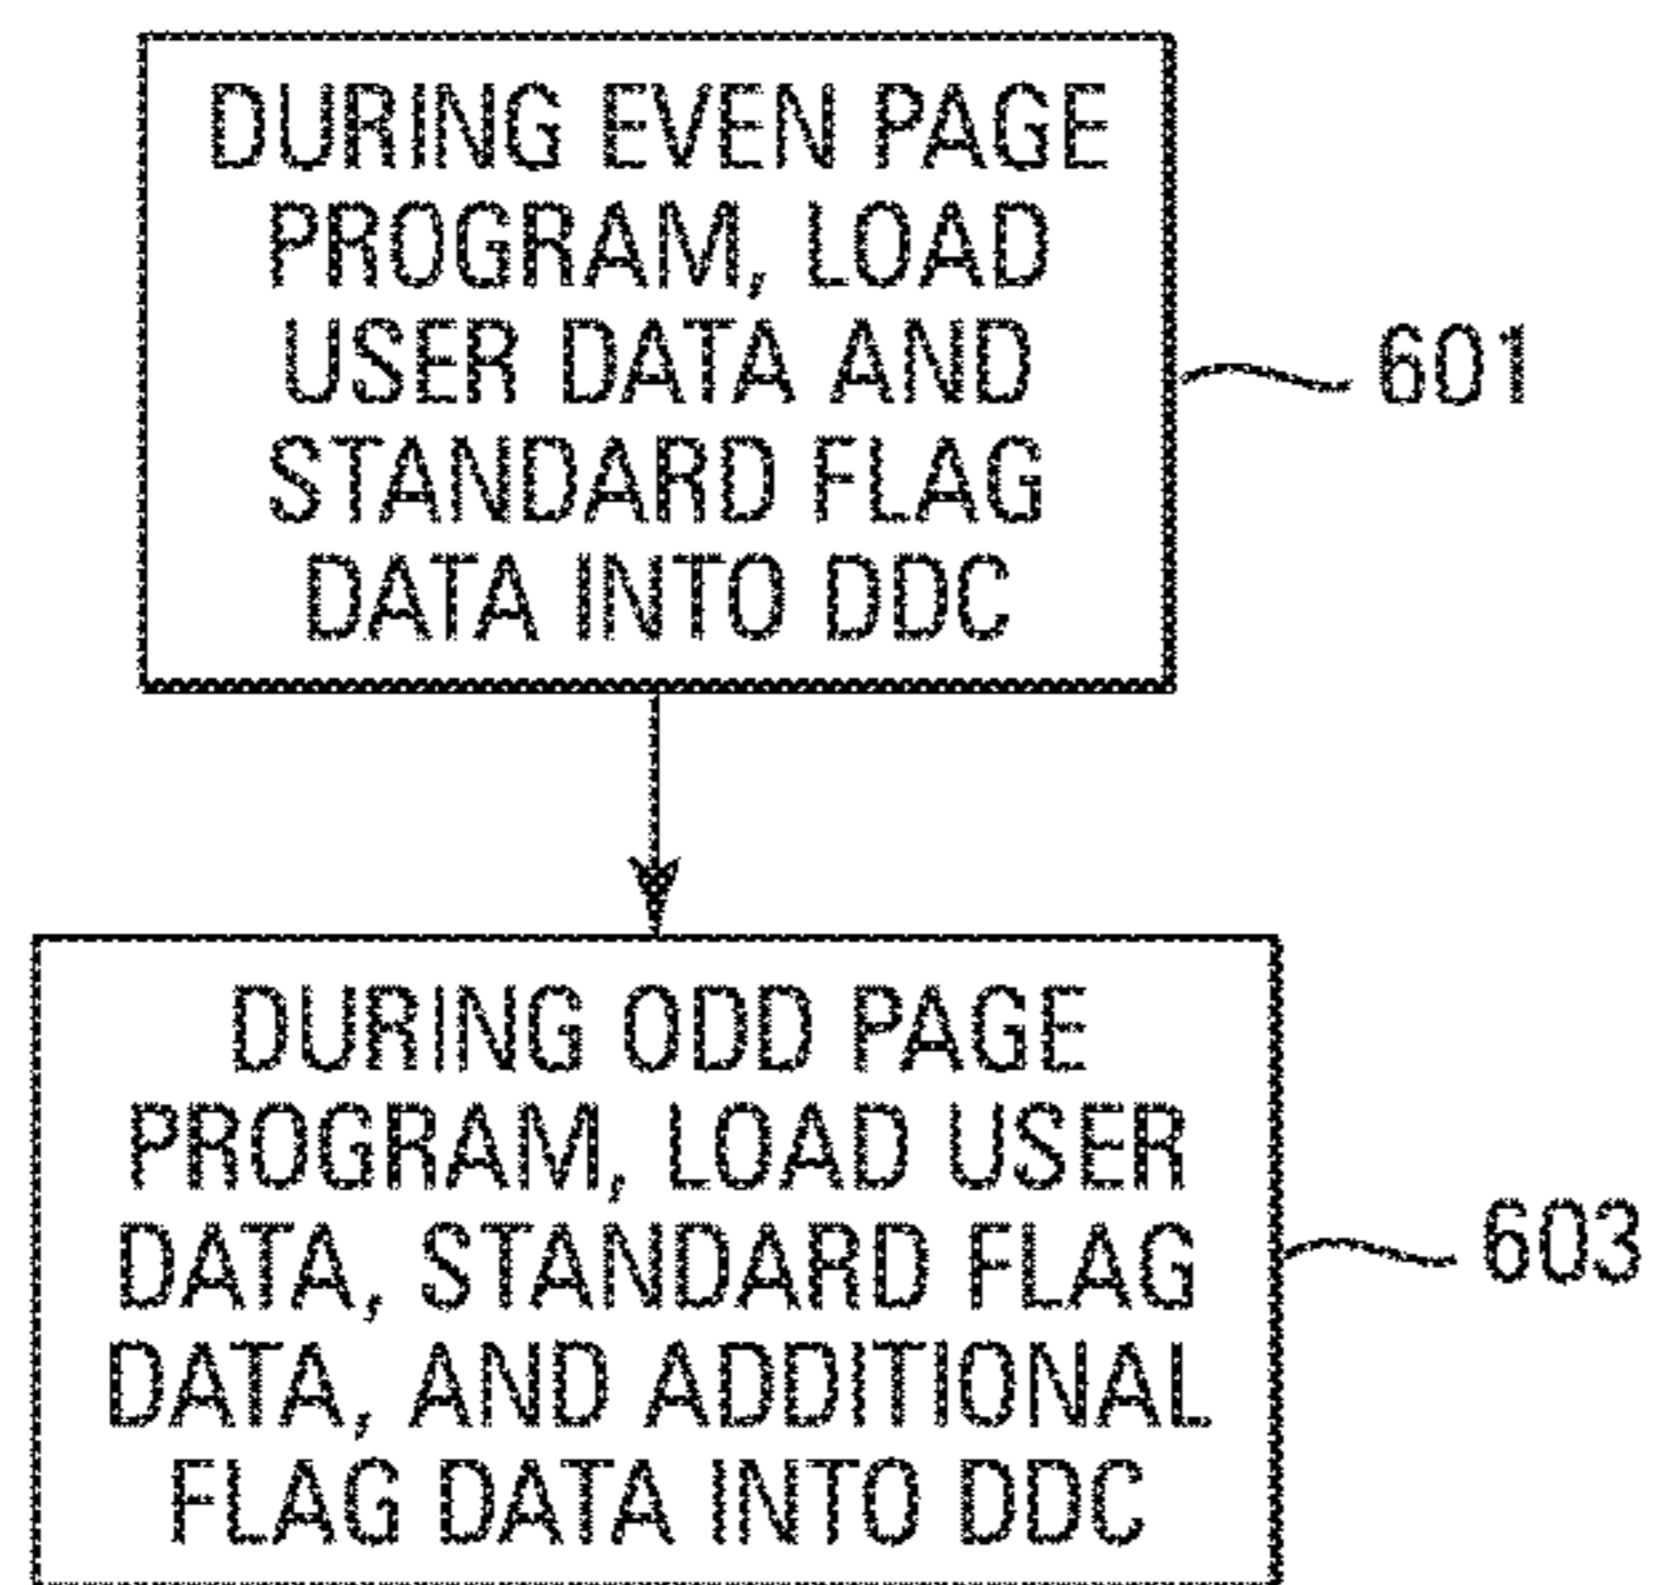 DURING EVEN PAGE
PROGRAM, LOAD
USER DATA AND
STANDARD FLAG
DATA INTO DDC
601
DURING ODD PAGE
PROGRAM, LOAD USER
DATA, STANDARD FLAG
DATA, AND ADDITIONAL
FLAG DATA INTO DDC
603